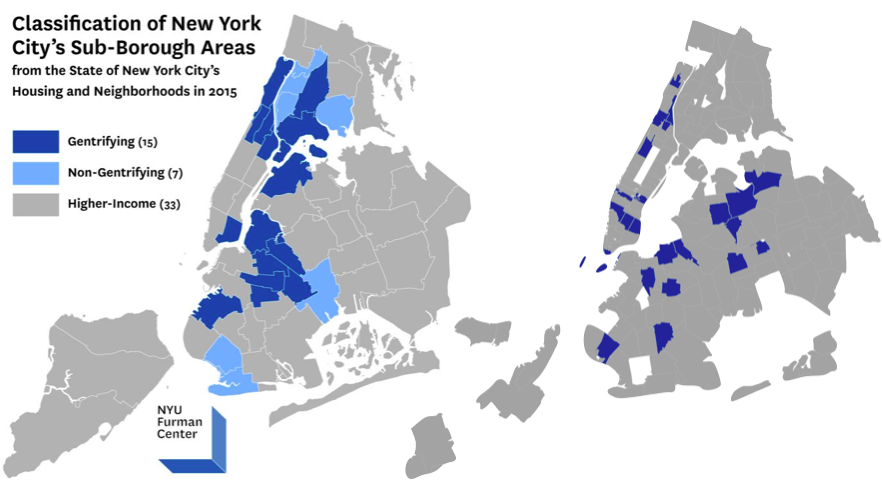 Classification of New York
City's Sub-Borough Areas
from the State of New York City's
Housing and Neighborhoods in 2015
Gentrifying (15)
Non-Gentrifying (7)
Higher-Income (33)
NYU
Furman
Center